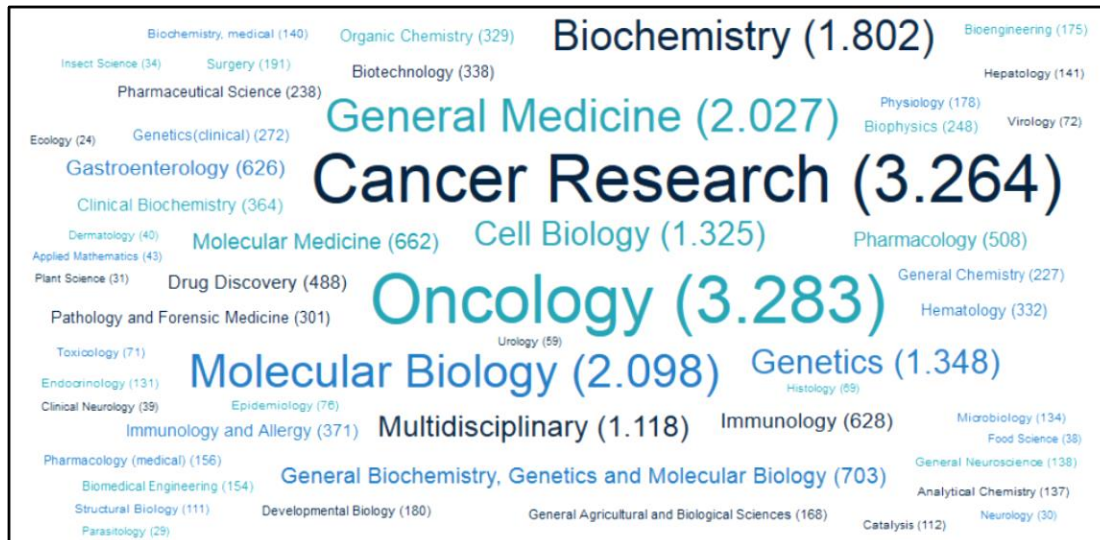 Biochemistry, medical (140)
Organic Chemistry (329)
Biochemistry (1.802)
Bioengineering (175)
Insect Science (34)
Surgery (191)
Biotechnology (338)
Hepatology (141)
Pharmaceutical Science (238)
General Medicine (2.027)
Physiology (178)
Ecology (24)
Genetics(clinical) (272)
Biophysics (248)
Virology (72)
Gastroenterology (626)
Cancer Research (3.264)
Clinical Biochemistry (364)
Dermatology (40)
Molecular Medicine (662)
Cell Biology (1.325)
Pharmacology (508)
Applied Mathematics (43)
Plant Science (31)
Drug Discovery (488)
Oncology (3.283)
General Chemistry (227)
Pathology and Forensic Medicine (301)
Hematology (332)
Urology (59)
Toxicology (71)
Molecular Biology (2.098)
Genetics (1.348)
Endocrinology (131)
Histology (69)
Clinical Neurology (39)
Epidemiology (76)
Immunology and Allergy (371)
Multidisciplinary (1.118)
Immunology (628)
Microbiology (134)
Food Science (38)
Pharmacology (medical) (156)
General Biochemistry, Genetics and Molecular Biology (703)
General Neuroscience (138)
Biomedical Engineering (154)
Analytical Chemistry (137)
Structural Biology (111)
Developmental Biology (180)
General Agricultural and Biological Sciences (168)
Catalysis (112)
Neurology (30)
Parasitology (29)